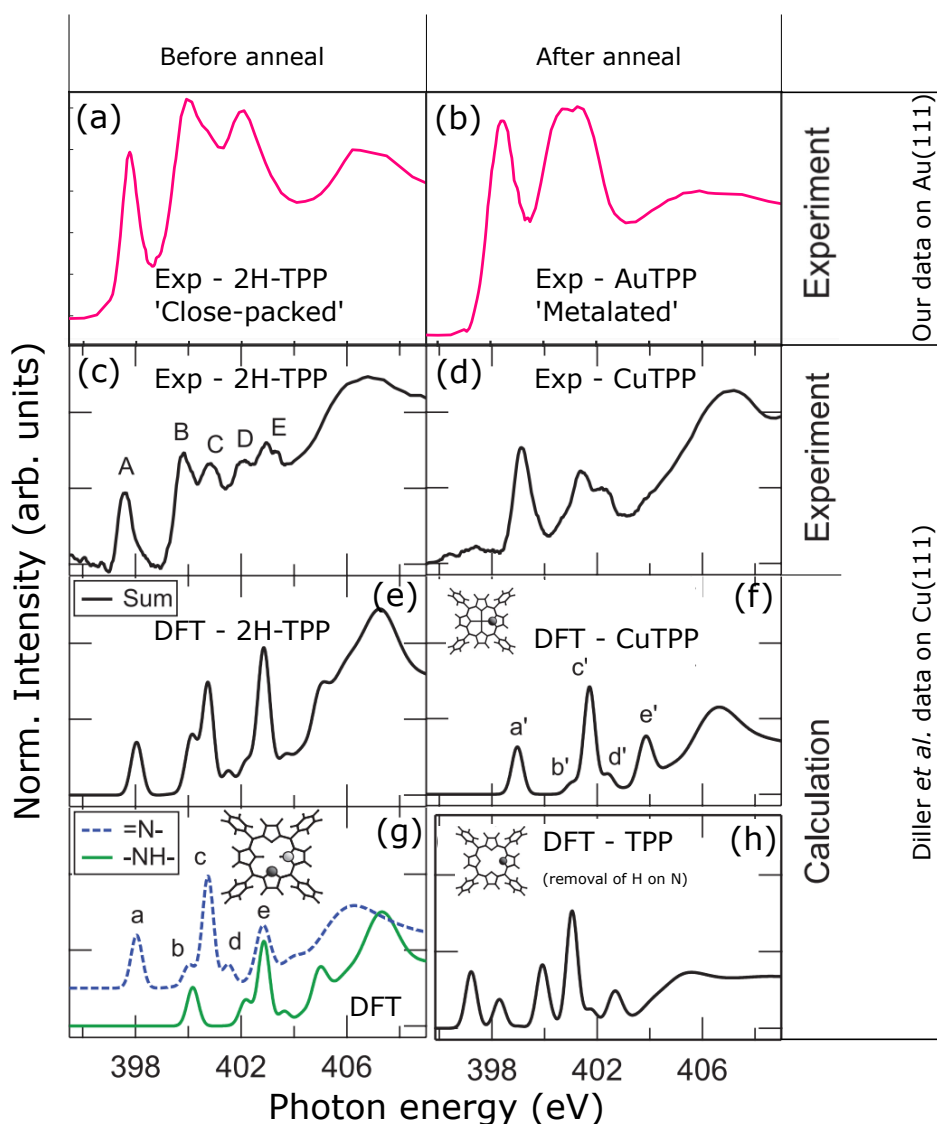 Before anneal
After anneal
(a)
Exp - 2H-TPP
'Close-packed'
(b)
Exp - AuTPP
'Metalated'
Experiment
Our data on Au(111)
(c)
Exp - 2H-TPP
A
B
C
D
E
(d)
Exp - CuTPP
Experiment
Sum
(e)
DFT - 2H-TPP
(f)
DFT - CuTPP
a'
b'
c'
d'
e'
=N-
-NH-
(g)
a
b
c
d
e
DFT
(h)
DFT - TPP
(removal of H on N)
Calculation
Diller et al. data on Cu(111)
Norm. Intensity (arb. units)
398
402
406
398
402
406
Photon energy (eV)